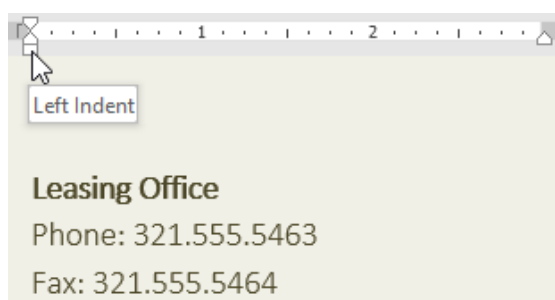 1 2
Left Indent
Leasing Office
Phone: 321.555.5463
Fax: 321.555.5464